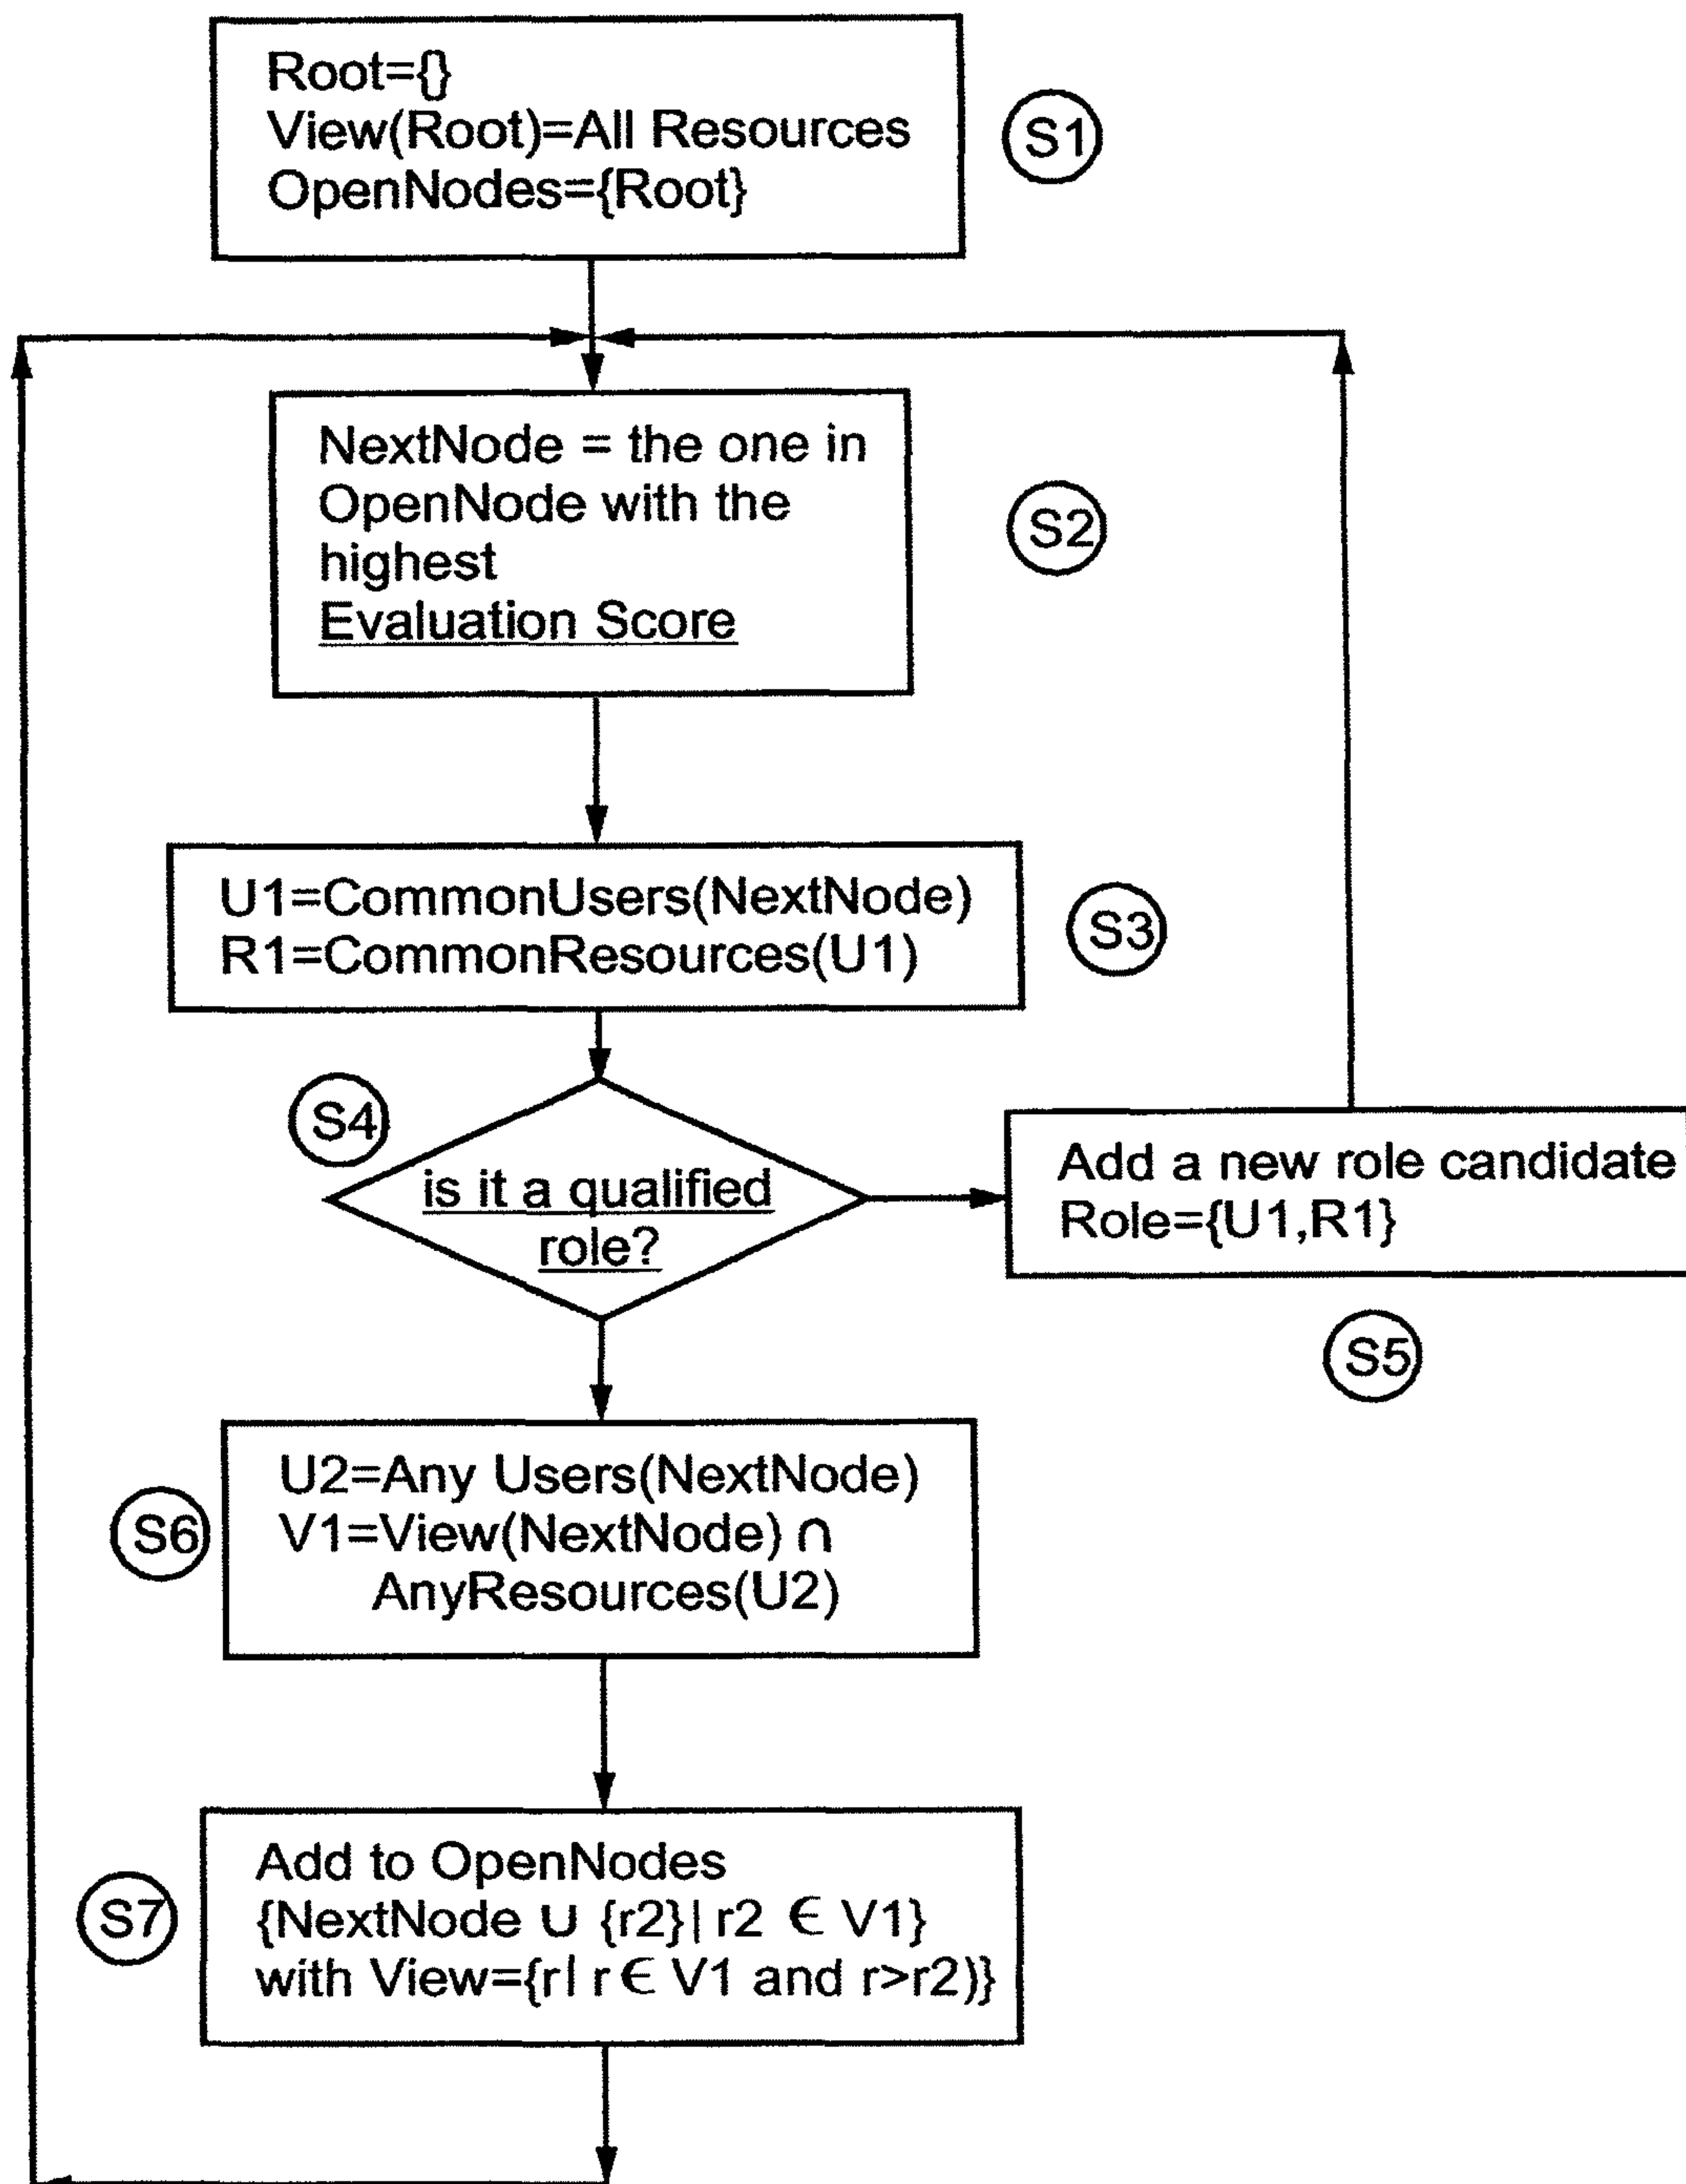 Root={}
View(Root)=All Resources
OpenNodes={Root}
S1
NextNode = the one in
OpenNode with the
highest
Evaluation Score
S2
U1=CommonUsers(NextNode)
R1=CommonResources(U1)
S3
S4
is it a qualified
role?
Add a new role candidate
Role={U1,R1}
S5
U2=Any Users(NextNode)
V1=View(NextNode) ∩
AnyResources(U2)
S6
Add to OpenNodes
{NextNode ∪ {r2}| r2 ∈ V1}
with View={r| r ∈ V1 and r>r2)}
S7